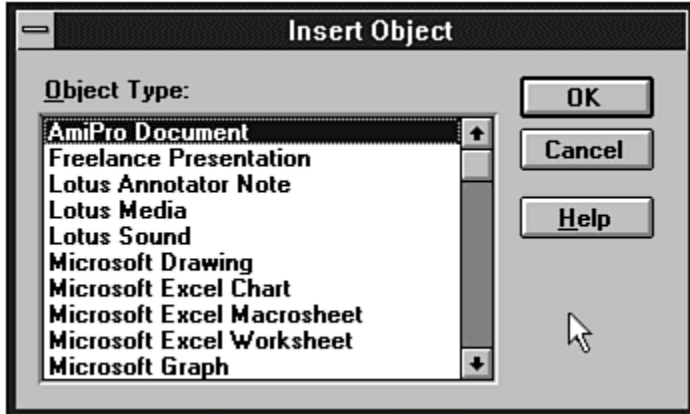 Insert Object
Object Type:
AmiPro Document
Freelance Presentation
Lotus Annotator Note
Lotus Media
Lotus Sound
Microsoft Drawing
Microsoft Excel Chart
Microsoft Excel Macrosheet
Microsoft Excel Worksheet
Microsoft Graph
OK
Cancel
Help